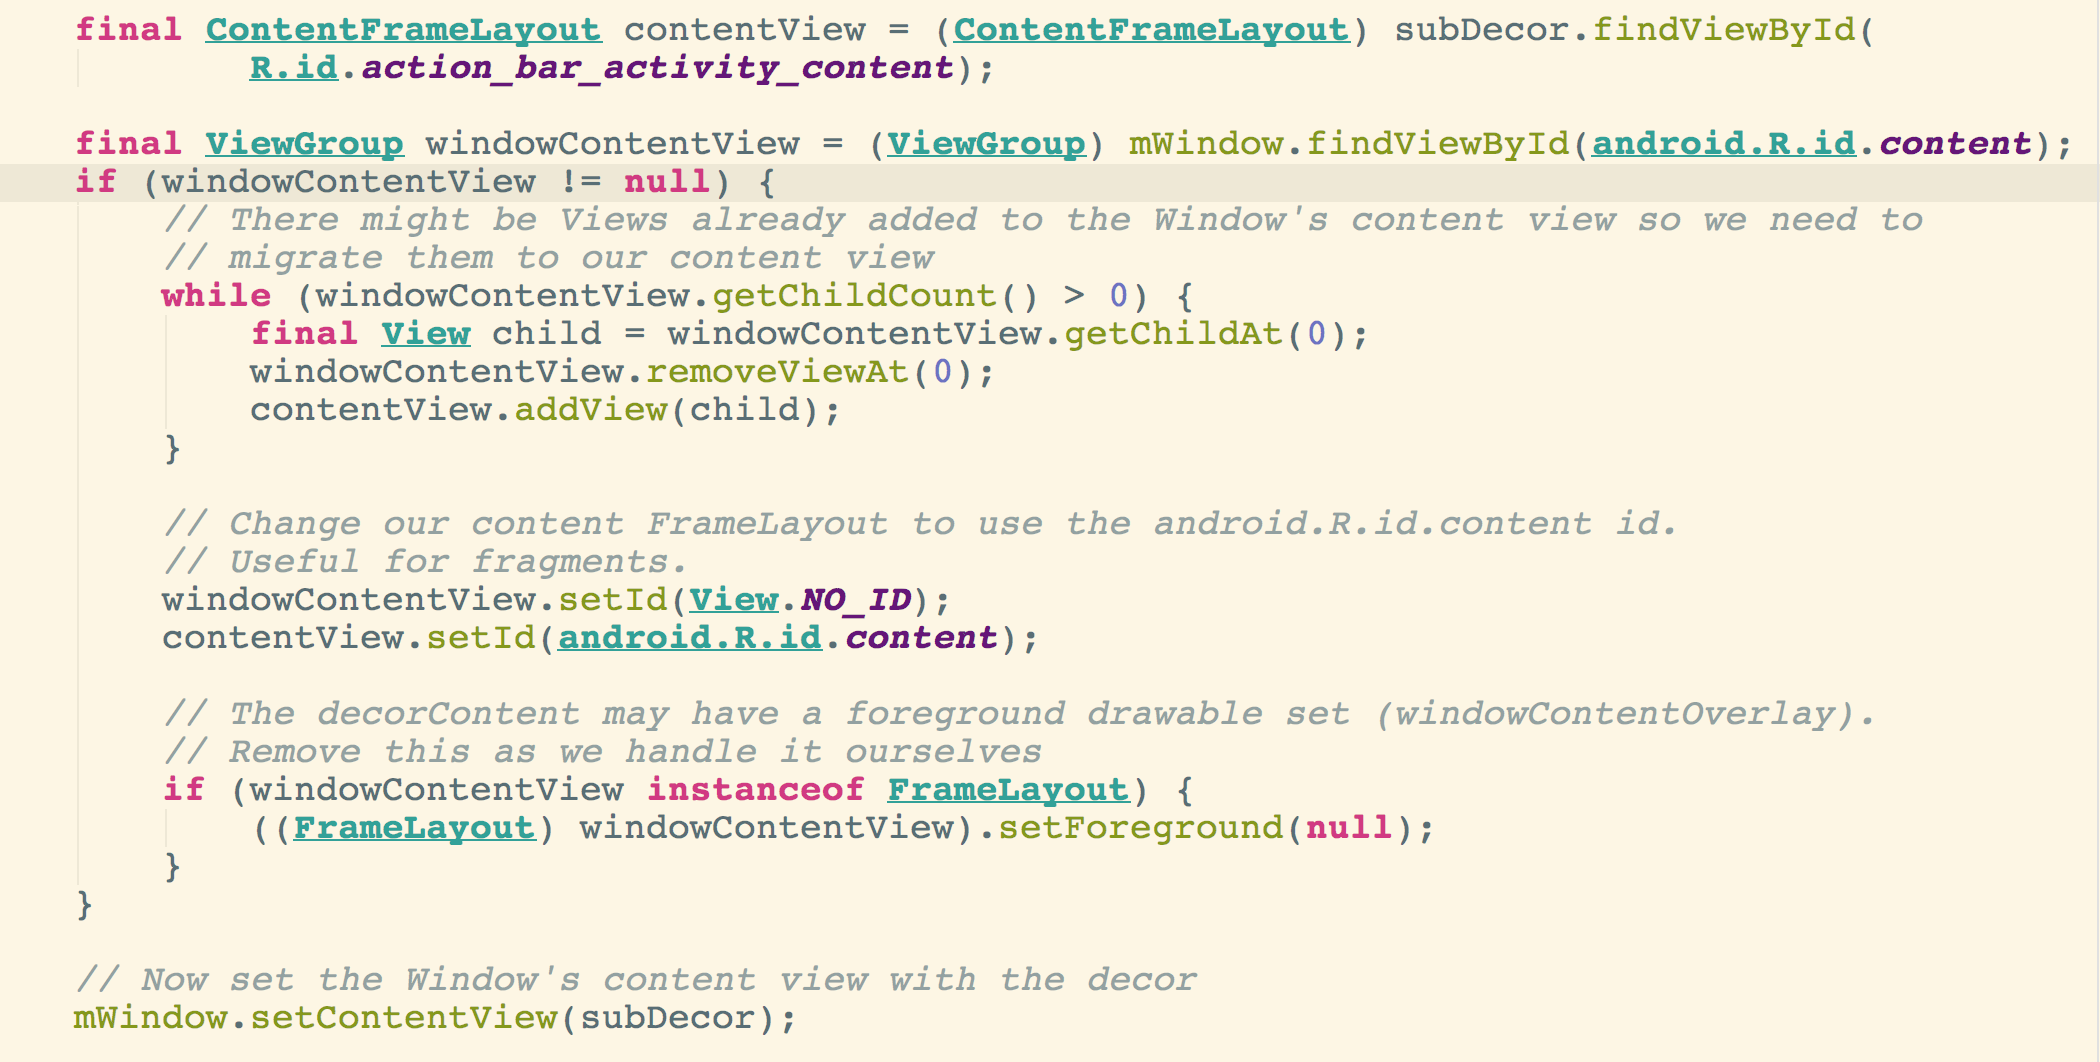 final ContentFrameLayout contentView = (ContentFrameLayout) subDecor.findViewById(
        R.id.action_bar_activity_content);

final ViewGroup windowContentView = (ViewGroup) mWindow.findViewById(android.R.id.content);
if (windowContentView != null) {
    // There might be Views already added to the Window's content view so we need to
    // migrate them to our content view
    while (windowContentView.getChildCount() > 0) {
        final View child = windowContentView.getChildAt(0);
        windowContentView.removeViewAt(0);
        contentView.addView(child);
    }

    // Change our content FrameLayout to use the android.R.id.content id.
    // Useful for fragments.
    windowContentView.setId(View.NO_ID);
    contentView.setId(android.R.id.content);

    // The decorContent may have a foreground drawable set (windowContentOverlay).
    // Remove this as we handle it ourselves
    if (windowContentView instanceof FrameLayout) {
        ((FrameLayout) windowContentView).setForeground(null);
    }
}

// Now set the Window's content view with the decor
mWindow.setContentView(subDecor);